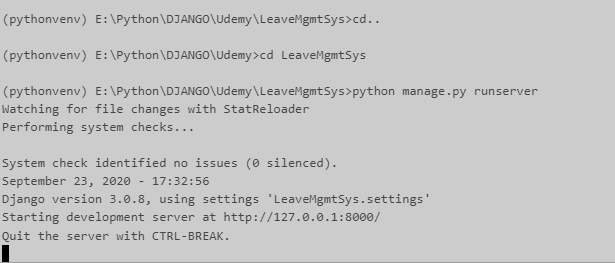 (pythonvenv) E:\Python\DJANGO\Udemy\LeaveMgmtSys>cd..
(pythonvenv) E:\Python\DJANGO\Udemy>cd LeaveMgmtSys
(pythonvenv) E:\Python\DJANGO\Udemy\LeaveMgmtSys>python manage.py runserver
Watching for file changes with StatReloader
Performing system checks...
System check identified no issues (0 silenced).
September 23, 2020 - 17:32:56
Django version 3.0.8, using settings 'LeaveMgmtSys.settings'
Starting development server at http://127.0.0.1:8000/
Quit the server with CTRL-BREAK.